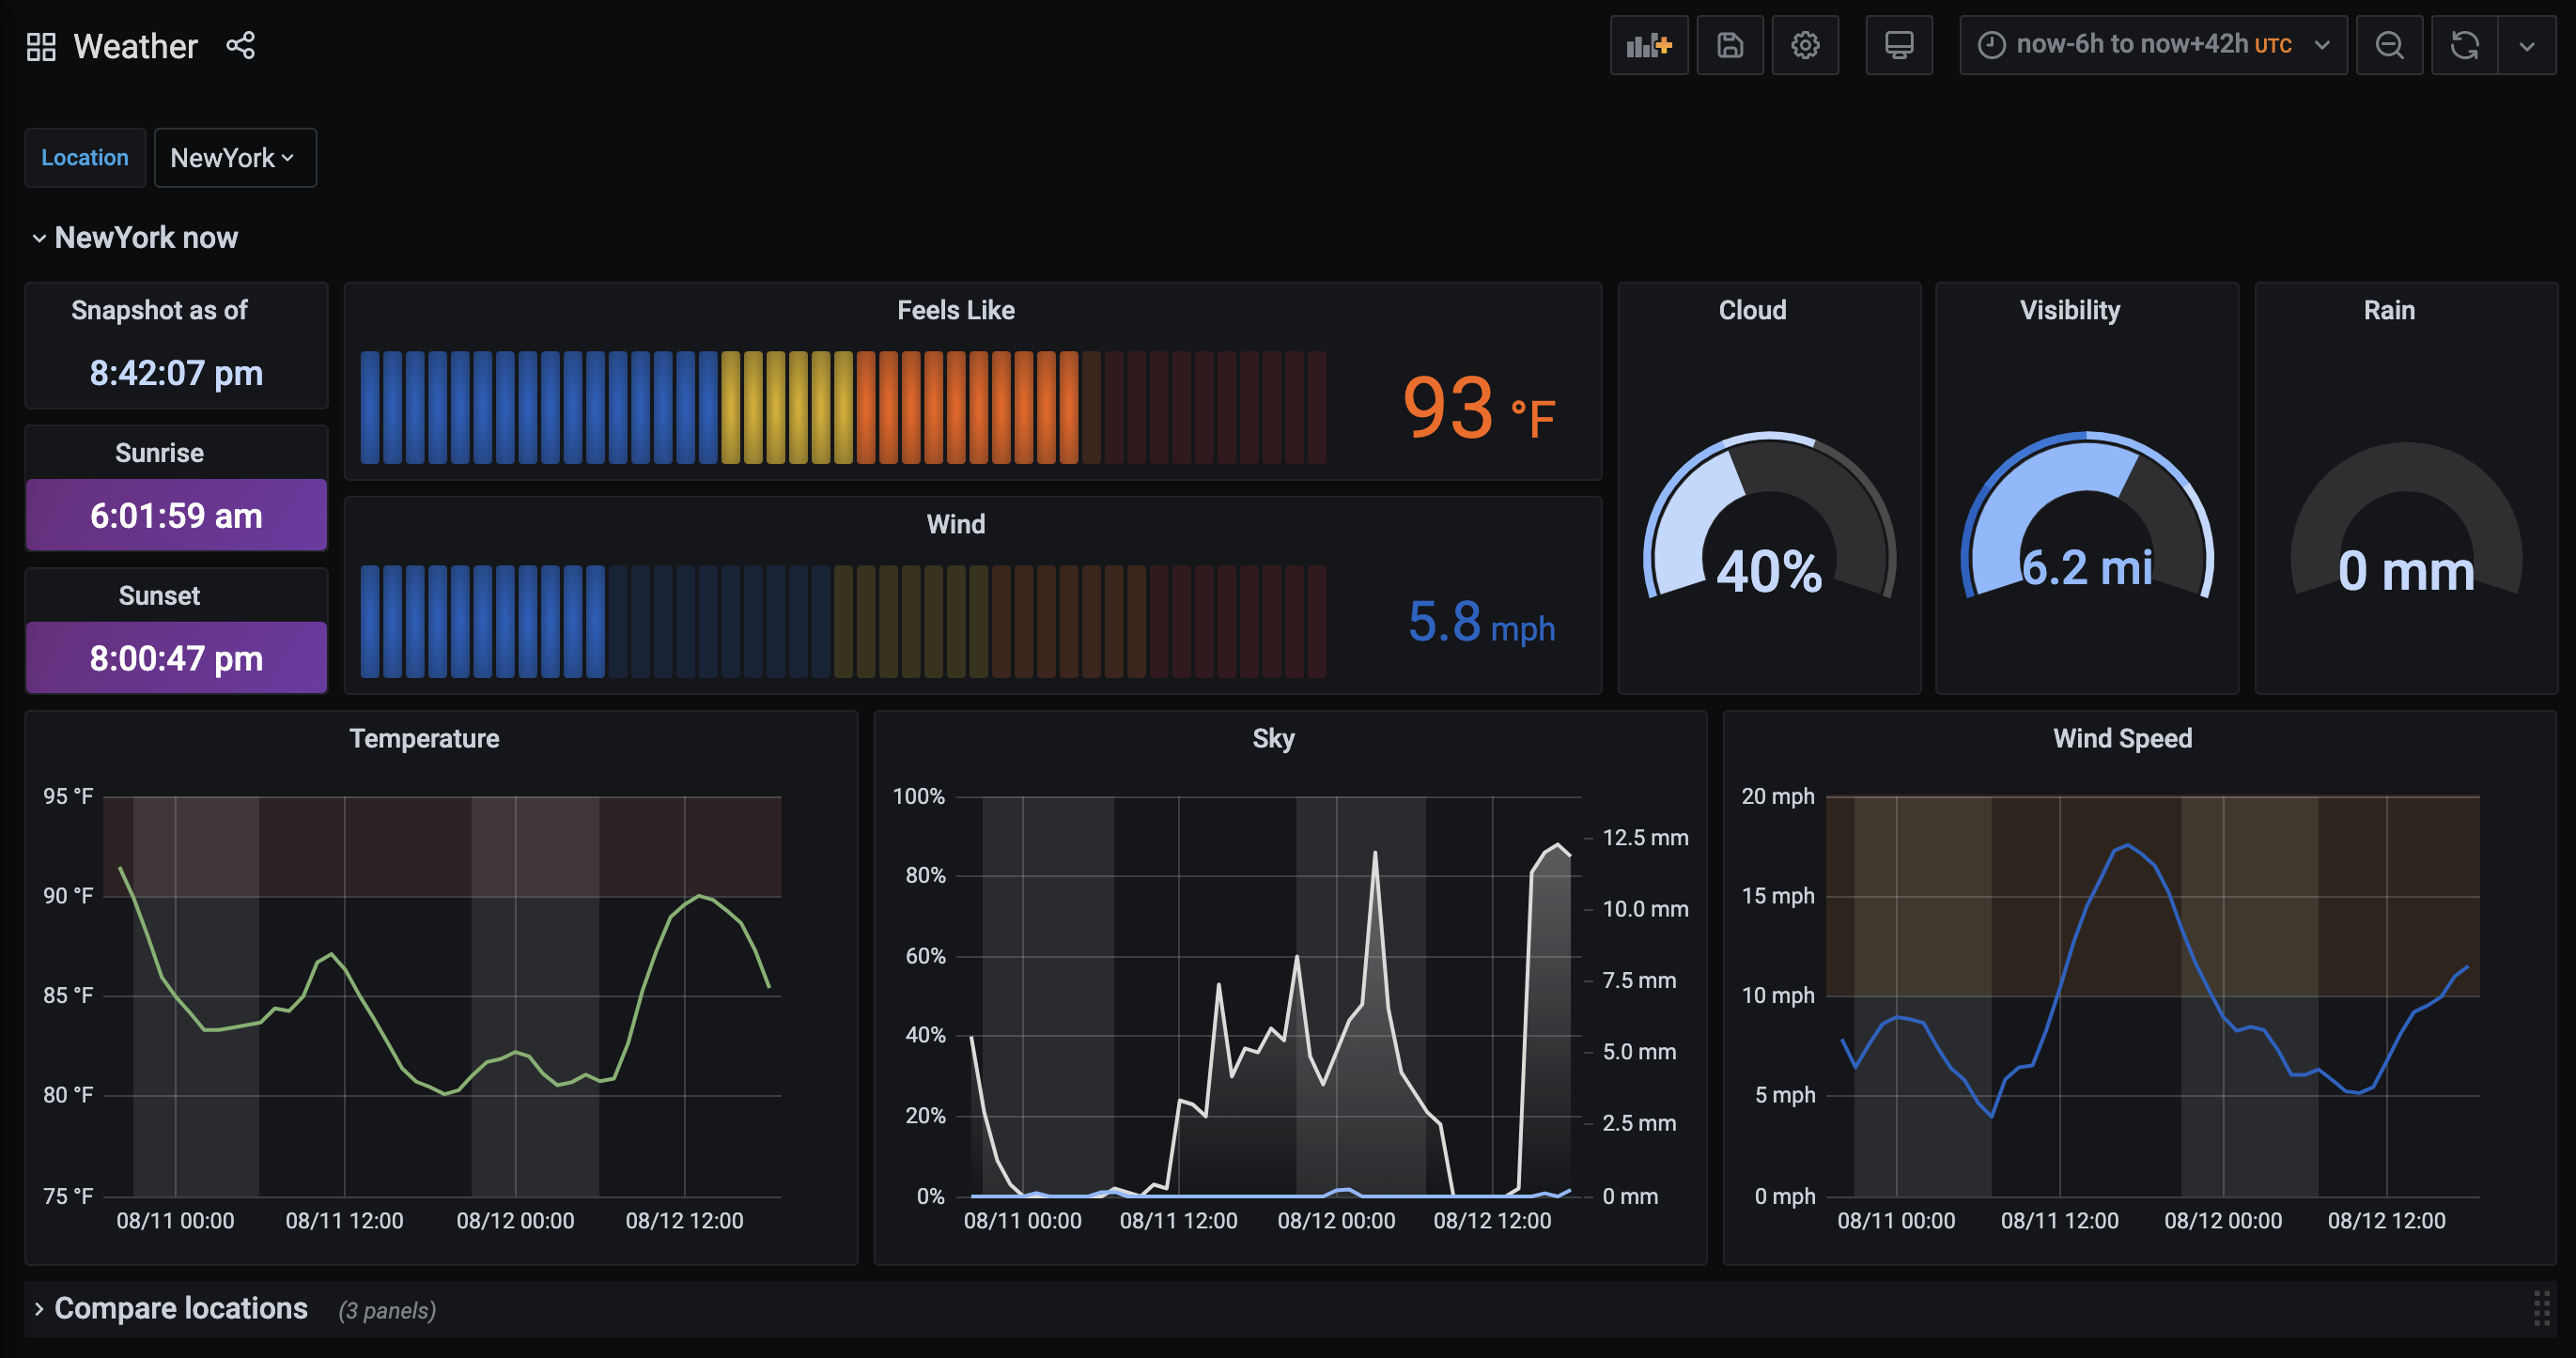 Weather
now-6h to now+42h UTC
Location
NewYork
NewYork now
Snapshot as of
8:42:07 pm
Sunrise
6:01:59 am
Sunset
8:00:47 pm
Feels Like
93 °F
Wind
5.8 mph
Cloud
40%
Visibility
6.2 mi
Rain
0 mm
Temperature
95 °F
90 °F
85 °F
80 °F
75 °F
08/11 00:00 08/11 12:00 08/12 00:00 08/12 12:00
Sky
100%
80%
60%
40%
20%
0%
12.5 mm
10.0 mm
7.5 mm
5.0 mm
2.5 mm
0 mm
08/11 00:00 08/11 12:00 08/12 00:00 08/12 12:00
Wind Speed
20 mph
15 mph
10 mph
5 mph
0 mph
08/11 00:00 08/11 12:00 08/12 00:00 08/12 12:00
Compare locations (3 panels)